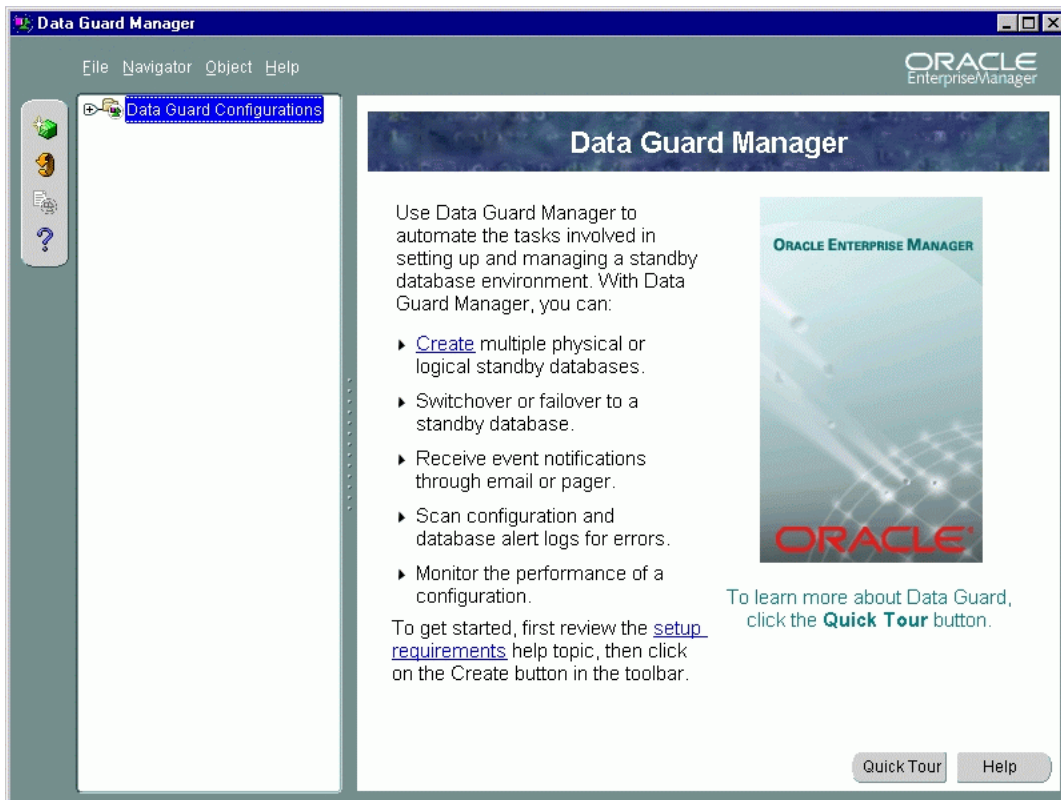 Data Guard Manager
File Navigator Object Help
ORACLE
EnterpriseManager
Data Guard Configurations
Data Guard Manager
Use Data Guard Manager to
automate the tasks involved in
setting up and managing a standby
database environment. With Data
Guard Manager, you can:
Create multiple physical or
logical standby databases.
Switchover or failover to a
standby database.
Receive event notifications
through email or pager.
Scan configuration and
database alert logs for errors.
Monitor the performance of a
configuration.
To get started, first review the setup
requirements help topic, then click
on the Create button in the toolbar.
ORACLE ENTERPRISE MANAGER
ORACLE®
To learn more about Data Guard,
click the Quick Tour button.
Quick Tour
Help